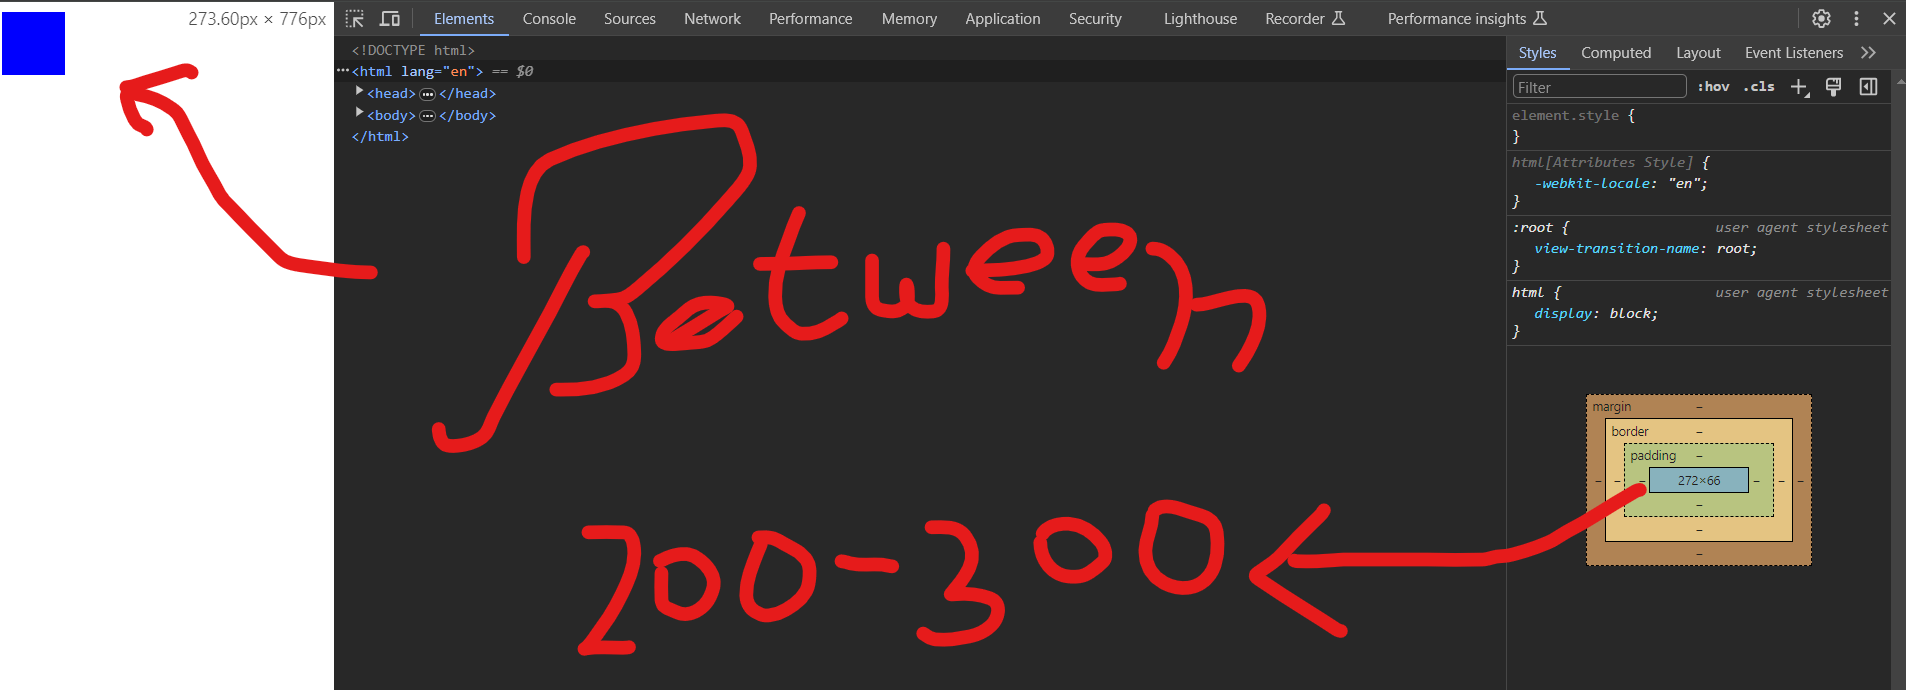 273.60px × 776px
Elements Console Sources Network Performance Memory Application Security Lighthouse Recorder Performance insights
<!DOCTYPE html>
Styles Computed Layout Event Listeners
<html lang="en"> == $0
<head> </head>
Filter :hov .cls
<body> </body>
element.style {
}
</html>
html[Attributes Style] {
-webkit-locale: "en";
}
:root { user agent stylesheet
view-transition-name: root;
}
html { user agent stylesheet
display: block;
}
Between
200-300
margin –
border –
padding –
– – – 272×66 – – –
–
–
–